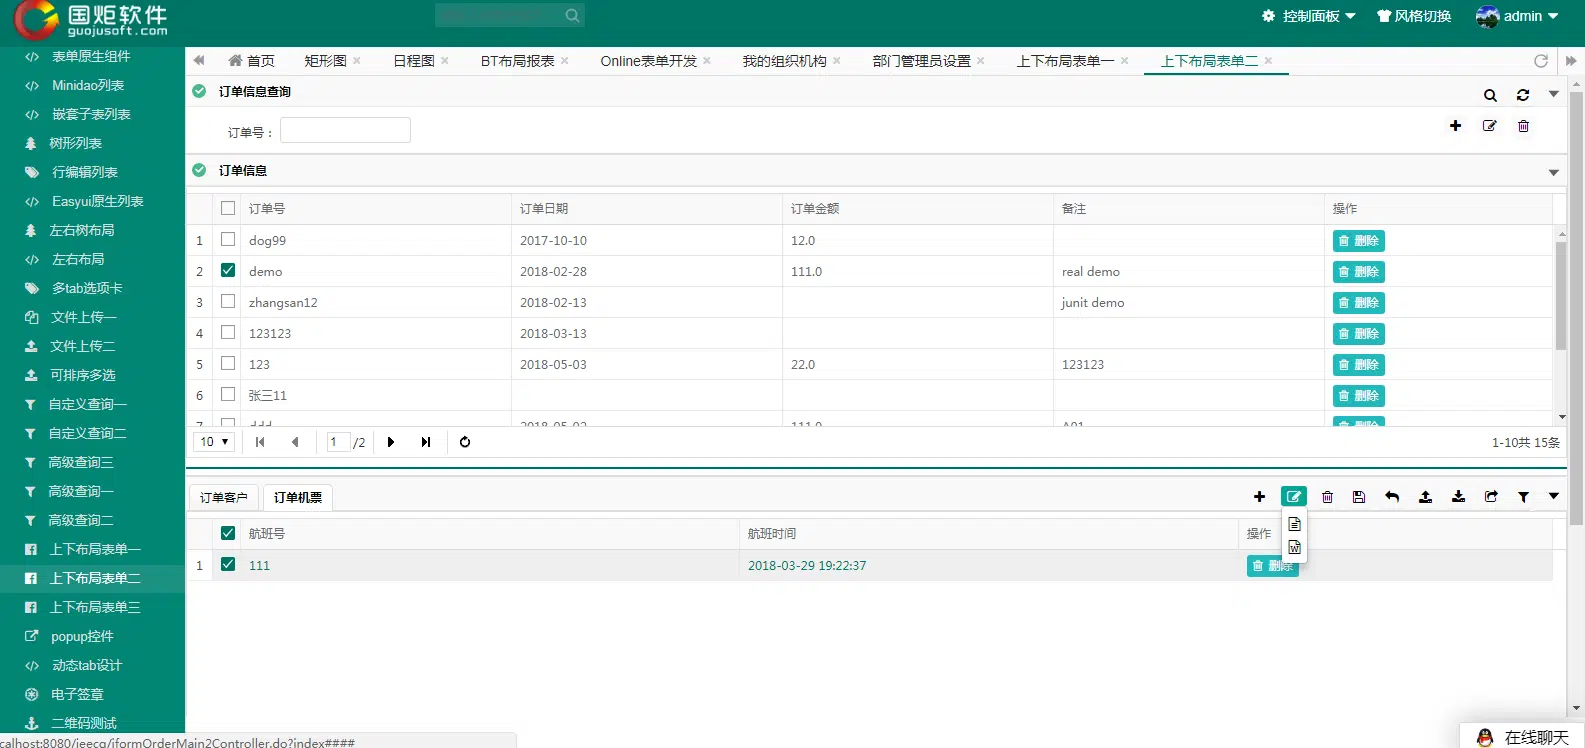 国炬软件
guojusoft.com
控制面板 风格切换 admin
首页 矩形图 日程图 BT布局报表 Online表单开发 我的组织机构 部门管理员设置 上下布局表单一 上下布局表单二
表单原生组件
Minidao列表
嵌套子表列表
树形列表
行编辑列表
Easyui原生列表
左右树布局
左右布局
多tab选项卡
文件上传一
文件上传二
可排序多选
自定义查询一
自定义查询二
高级查询三
高级查询一
高级查询二
上下布局表单一
上下布局表单二
上下布局表单三
popup控件
动态tab设计
电子签章
二维码测试
订单信息查询
订单号：
订单信息
订单号 订单日期 订单金额 备注 操作
1 dog99 2017-10-10 12.0 删除
2 demo 2018-02-28 111.0 real demo 删除
3 zhangsan12 2018-02-13 junit demo 删除
4 123123 2018-03-13 删除
5 123 2018-05-03 22.0 123123 删除
6 张三11 删除
10 1 /2 1-10共 15条
订单客户 订单机票
航班号 航班时间 操作
1 111 2018-03-29 19:22:37 删除
calhost:8080/jeecg/jformOrderMain2Controller.do?index####
在线聊天